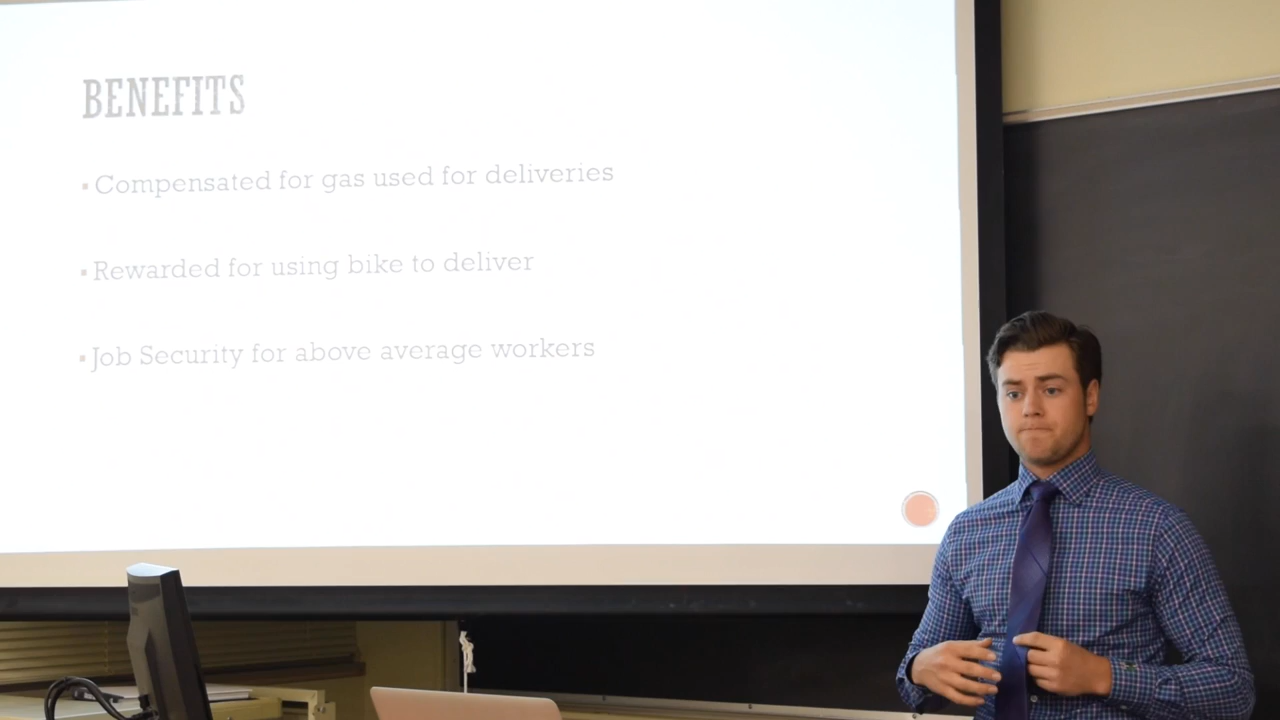 BENEFITS
▪ Compensated for gas used for deliveries
▪ Rewarded for using bike to deliver
▪ Job Security for above average workers